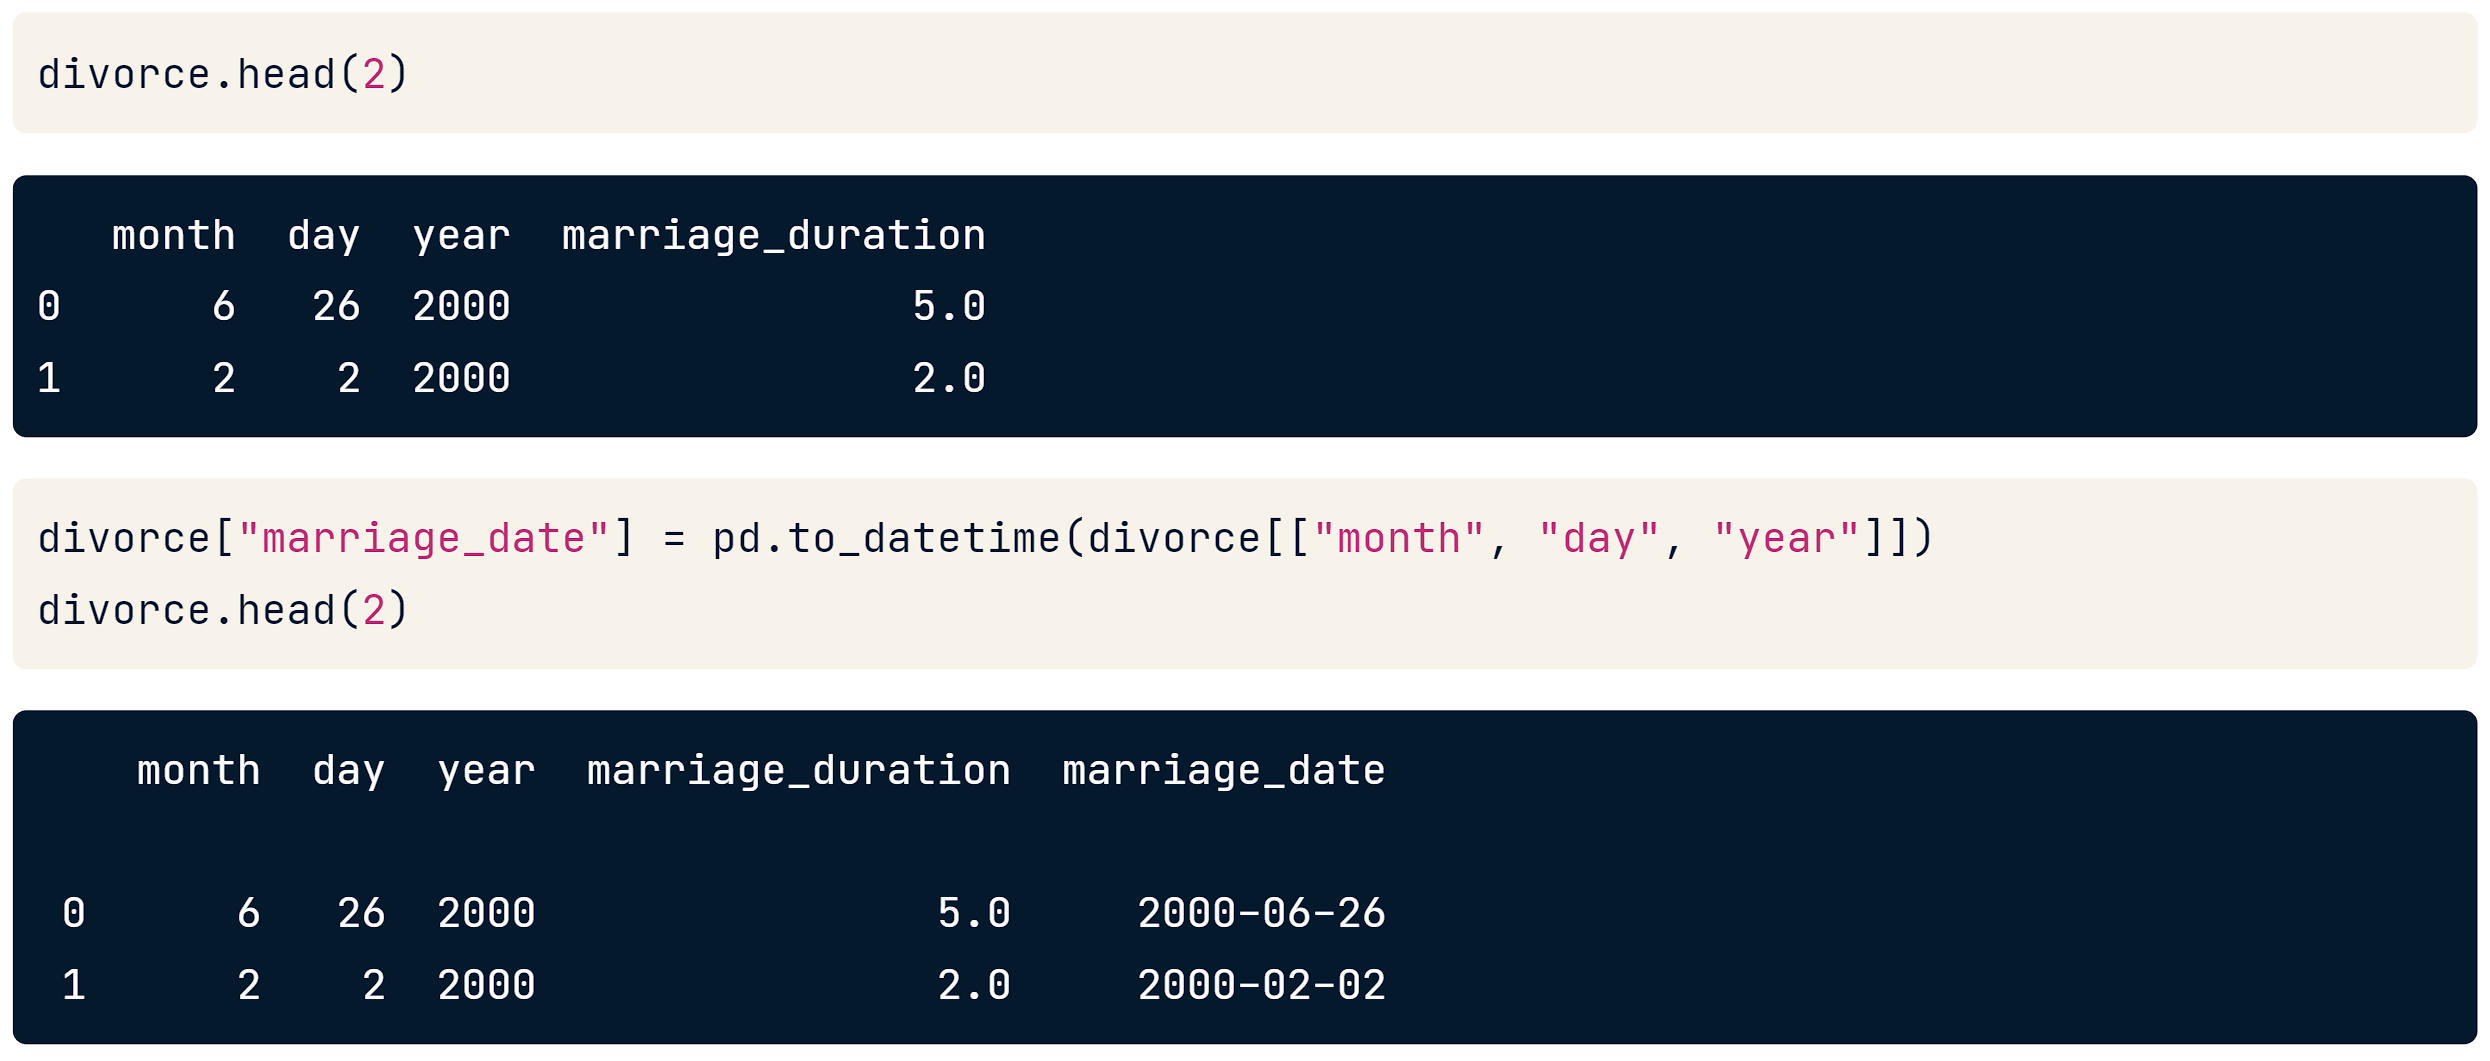 divorce.head(2)
month day year marriage_duration
0 6 26 2000 5.0
1 2 2 2000 2.0
divorce["marriage_date"] = pd.to_datetime(divorce[["month", "day", "year"]])
divorce.head(2)
month day year marriage_duration marriage_date
0 6 26 2000 5.0 2000-06-26
1 2 2 2000 2.0 2000-02-02